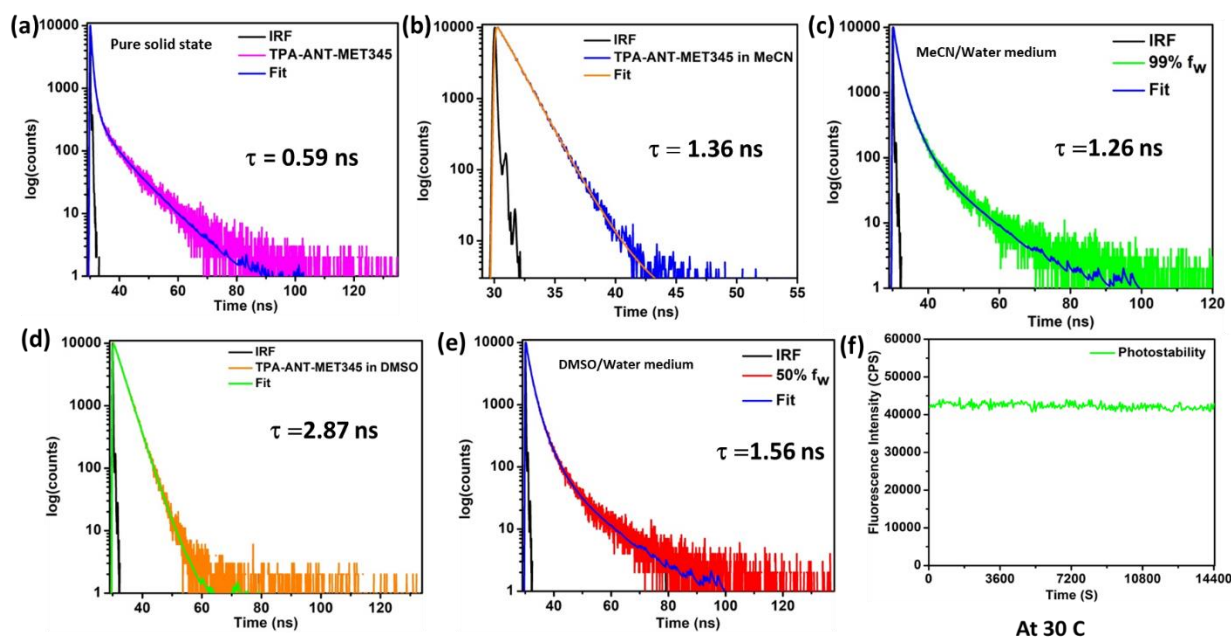 (a)
Pure solid state
IRF
TPA-ANT-MET345
Fit
τ = 0.59 ns
log(counts)
10000
1000
100
10
1
40 60 80 100 120
Time (ns)
(b)
IRF
TPA-ANT-MET345 in MeCN
Fit
τ = 1.36 ns
log(counts)
10000
1000
100
10
30 35 40 45 50 55
Time (ns)
(c)
MeCN/Water medium
IRF
99% fW
Fit
τ =1.26 ns
log(counts)
10000
1000
100
10
1
40 60 80 100 120
Time (ns)
(d)
IRF
TPA-ANT-MET345 in DMSO
Fit
τ =2.87 ns
log(counts)
10000
1000
100
10
1
40 60 80 100 120
Time (ns)
(e)
DMSO/Water medium
IRF
50% fW
Fit
τ =1.56 ns
log(counts)
10000
1000
100
10
1
40 60 80 100 120
Time (ns)
(f)
Photostability
Fluorescence Intensity (CPS)
60000
50000
40000
30000
20000
10000
0
0 3600 7200 10800 14400
Time (S)
At 30 C